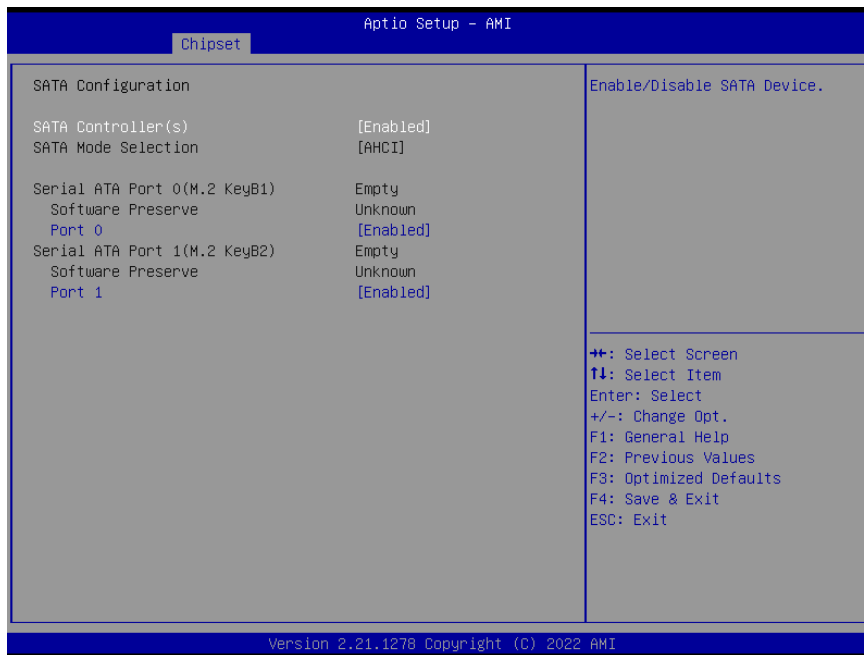 Aptio Setup - AMI
Chipset
SATA Configuration
SATA Controller(s) [Enabled]
SATA Mode Selection [AHCI]
Serial ATA Port 0(M.2 KeyB1) Empty
Software Preserve Unknown
Port 0 [Enabled]
Serial ATA Port 1(M.2 KeyB2) Empty
Software Preserve Unknown
Port 1 [Enabled]
Enable/Disable SATA Device.
→←: Select Screen
↑↓: Select Item
Enter: Select
+/-: Change Opt.
F1: General Help
F2: Previous Values
F3: Optimized Defaults
F4: Save & Exit
ESC: Exit
Version 2.21.1278 Copyright (C) 2022 AMI